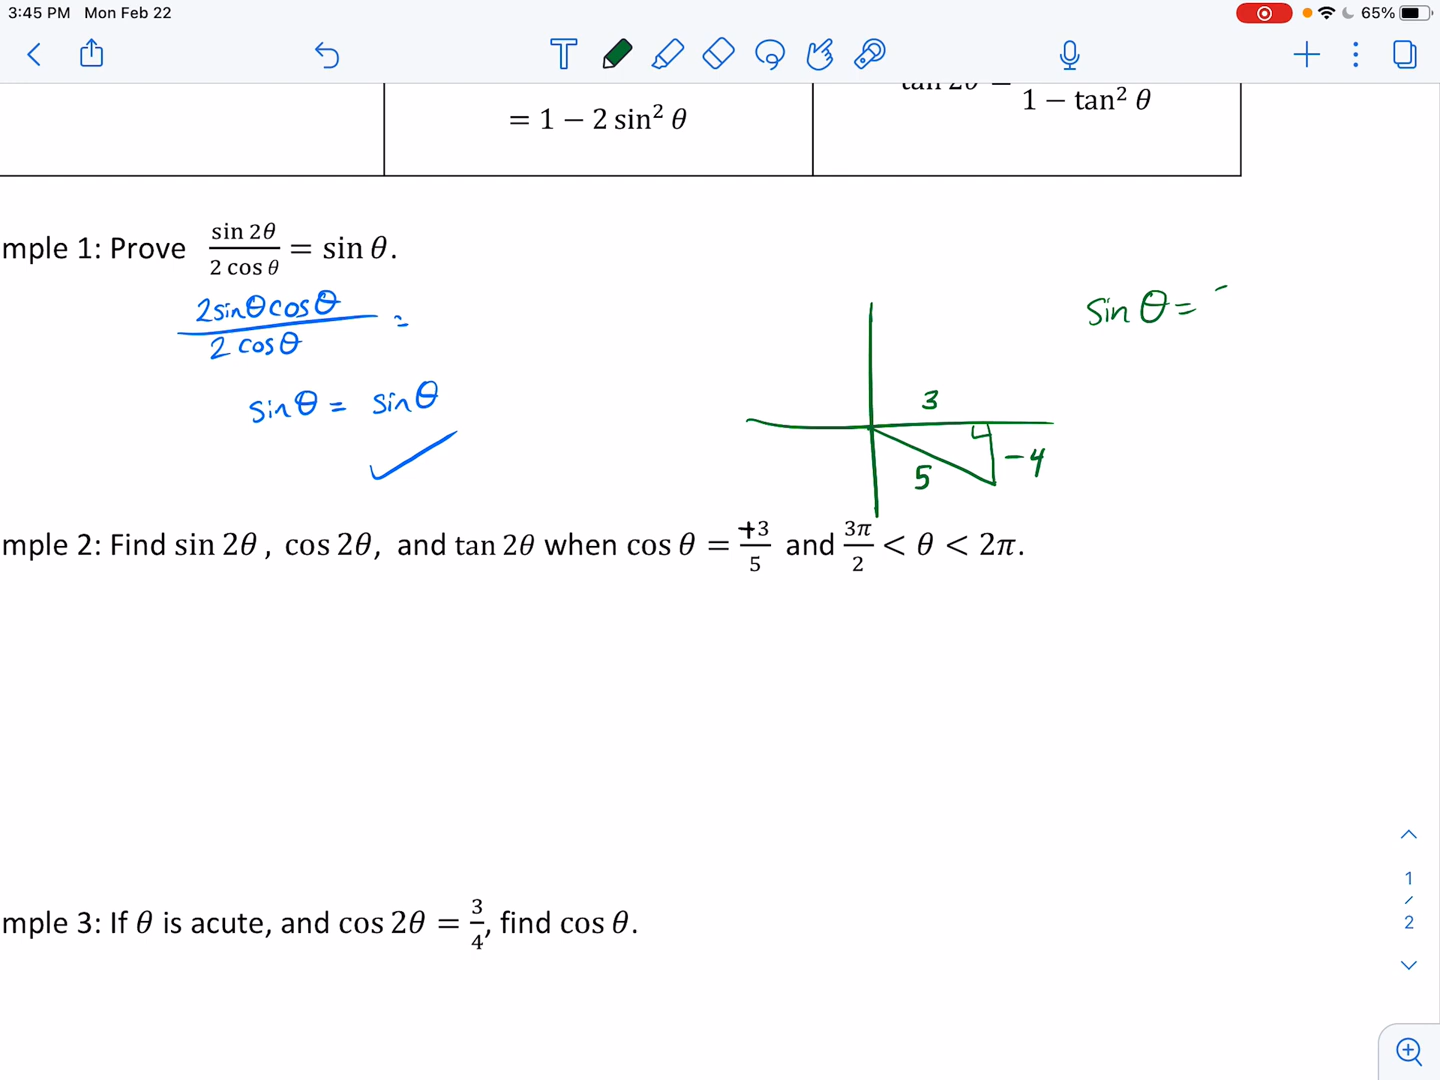 3:45 PM Mon Feb 22
65%
= 1 − 2 sin² θ
1 − tan² θ
mple 1: Prove sin 2θ / 2 cos θ = sin θ.
2sinθcosθ / 2 cosθ =
sinθ = sinθ
sin θ = -
3
5
-4
mple 2: Find sin 2θ , cos 2θ, and tan 2θ when cos θ = +3/5 and 3π/2 < θ < 2π.
mple 3: If θ is acute, and cos 2θ = 3/4, find cos θ.
1
/
2